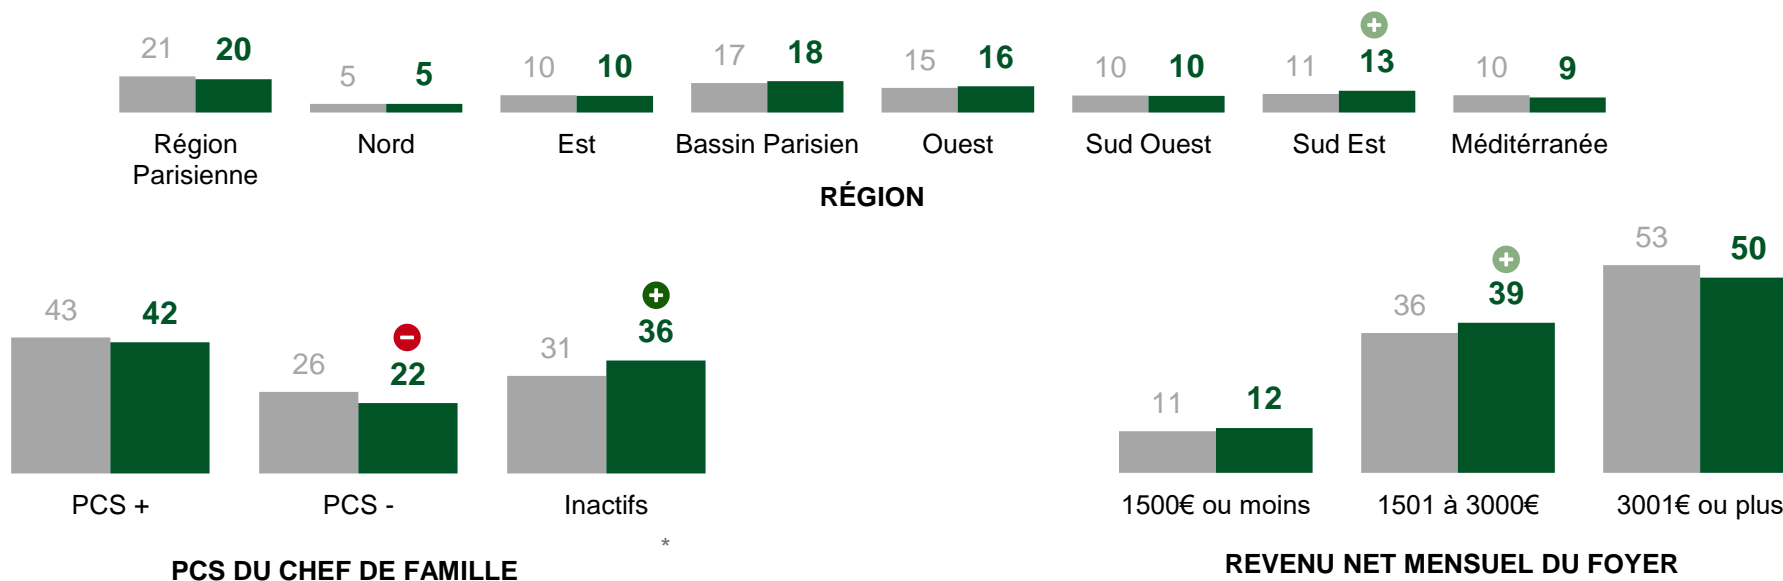 21 20 5 5 10 10 17 18 15 16 10 10 11 13 10 9
Région Parisienne
Nord
Est
Bassin Parisien
Ouest
Sud Ouest
Sud Est
Méditérranée
RÉGION
43 42 26 22 31 36
PCS +
PCS -
Inactifs
*
PCS DU CHEF DE FAMILLE
11 12 36 39 53 50
1500€ ou moins
1501 à 3000€
3001€ ou plus
REVENU NET MENSUEL DU FOYER